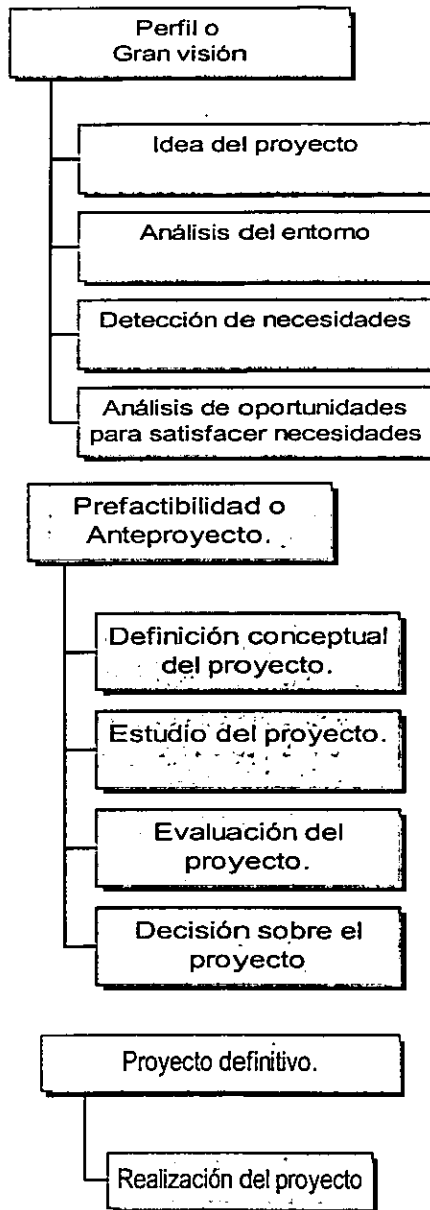 Perfil o
Gran visión
Idea del proyecto
Análisis del entorno
Detección de necesidades
Análisis de oportunidades
para satisfacer necesidades
Prefactibilidad o
Anteproyecto.
Definición conceptual
del proyecto.
Estudio del proyecto.
Evaluación del
proyecto.
Decisión sobre el
proyecto
Proyecto definitivo.
Realización del proyecto